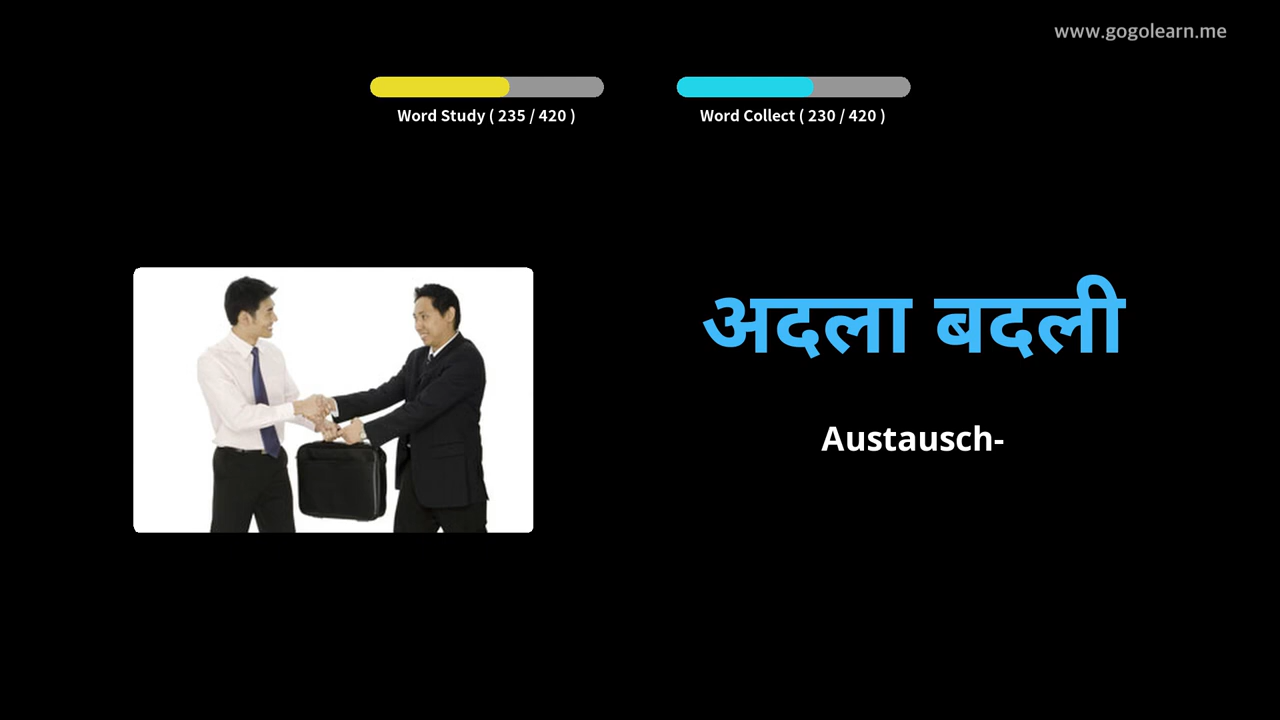 www.gogolearn.me
Word Study ( 235 / 420 )
Word Collect ( 230 / 420 )
अदला बदली
Austausch-